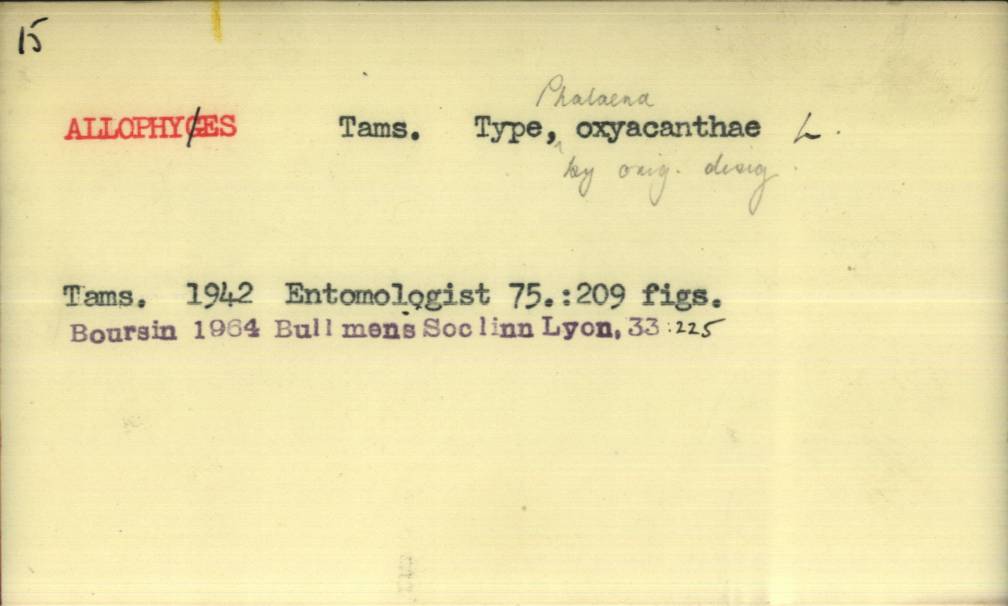 15
Phalaena
ALLOPHYES Tams. Type, oxyacanthae L.
by orig. desig.
Tams. 1942 Entomologist 75.:209 figs.
Boursin 1964 Bull mens Soc linn Lyon, 33 :225